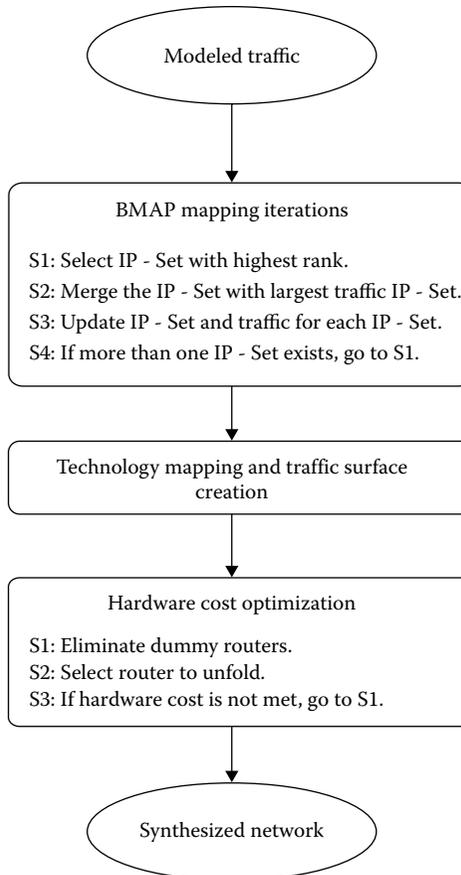 Modeled traffic
BMAP mapping iterations
S1: Select IP - Set with highest rank.
S2: Merge the IP - Set with largest traffic IP - Set.
S3: Update IP - Set and traffic for each IP - Set.
S4: If more than one IP - Set exists, go to S1.
Technology mapping and traffic surface
creation
Hardware cost optimization
S1: Eliminate dummy routers.
S2: Select router to unfold.
S3: If hardware cost is not met, go to S1.
Synthesized network